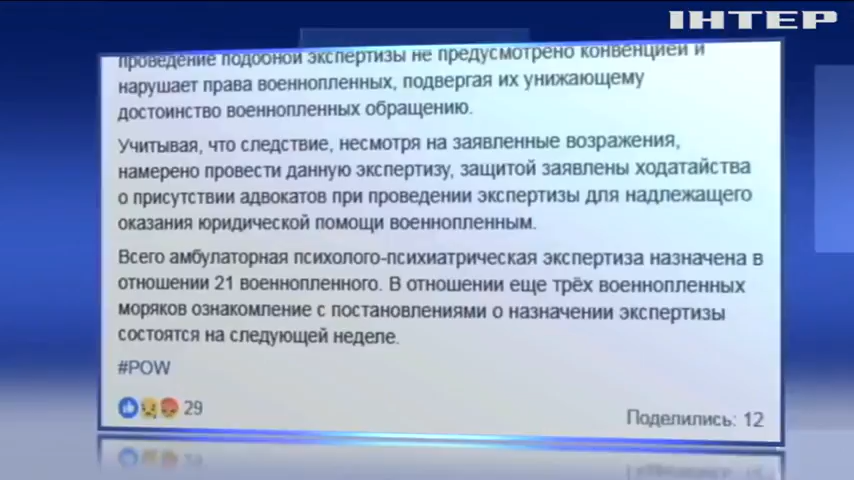 ІНТЕР
проведение подобной экспертизы не предусмотрено конвенцией и
нарушает права военнопленных, подвергая их унижающему
достоинство военнопленных обращению.
Учитывая, что следствие, несмотря на заявленные возражения,
намерено провести данную экспертизу, защитой заявлены ходатайства
о присутствии адвокатов при проведении экспертизы для надлежащего
оказания юридической помощи военнопленным.
Всего амбулаторная психолого-психиатрическая экспертиза назначена в
отношении 21 военнопленного. В отношении еще трёх военнопленных
моряков ознакомление с постановлениями о назначении экспертизы
состоятся на следующей неделе.
#POW
29
Поделились: 12